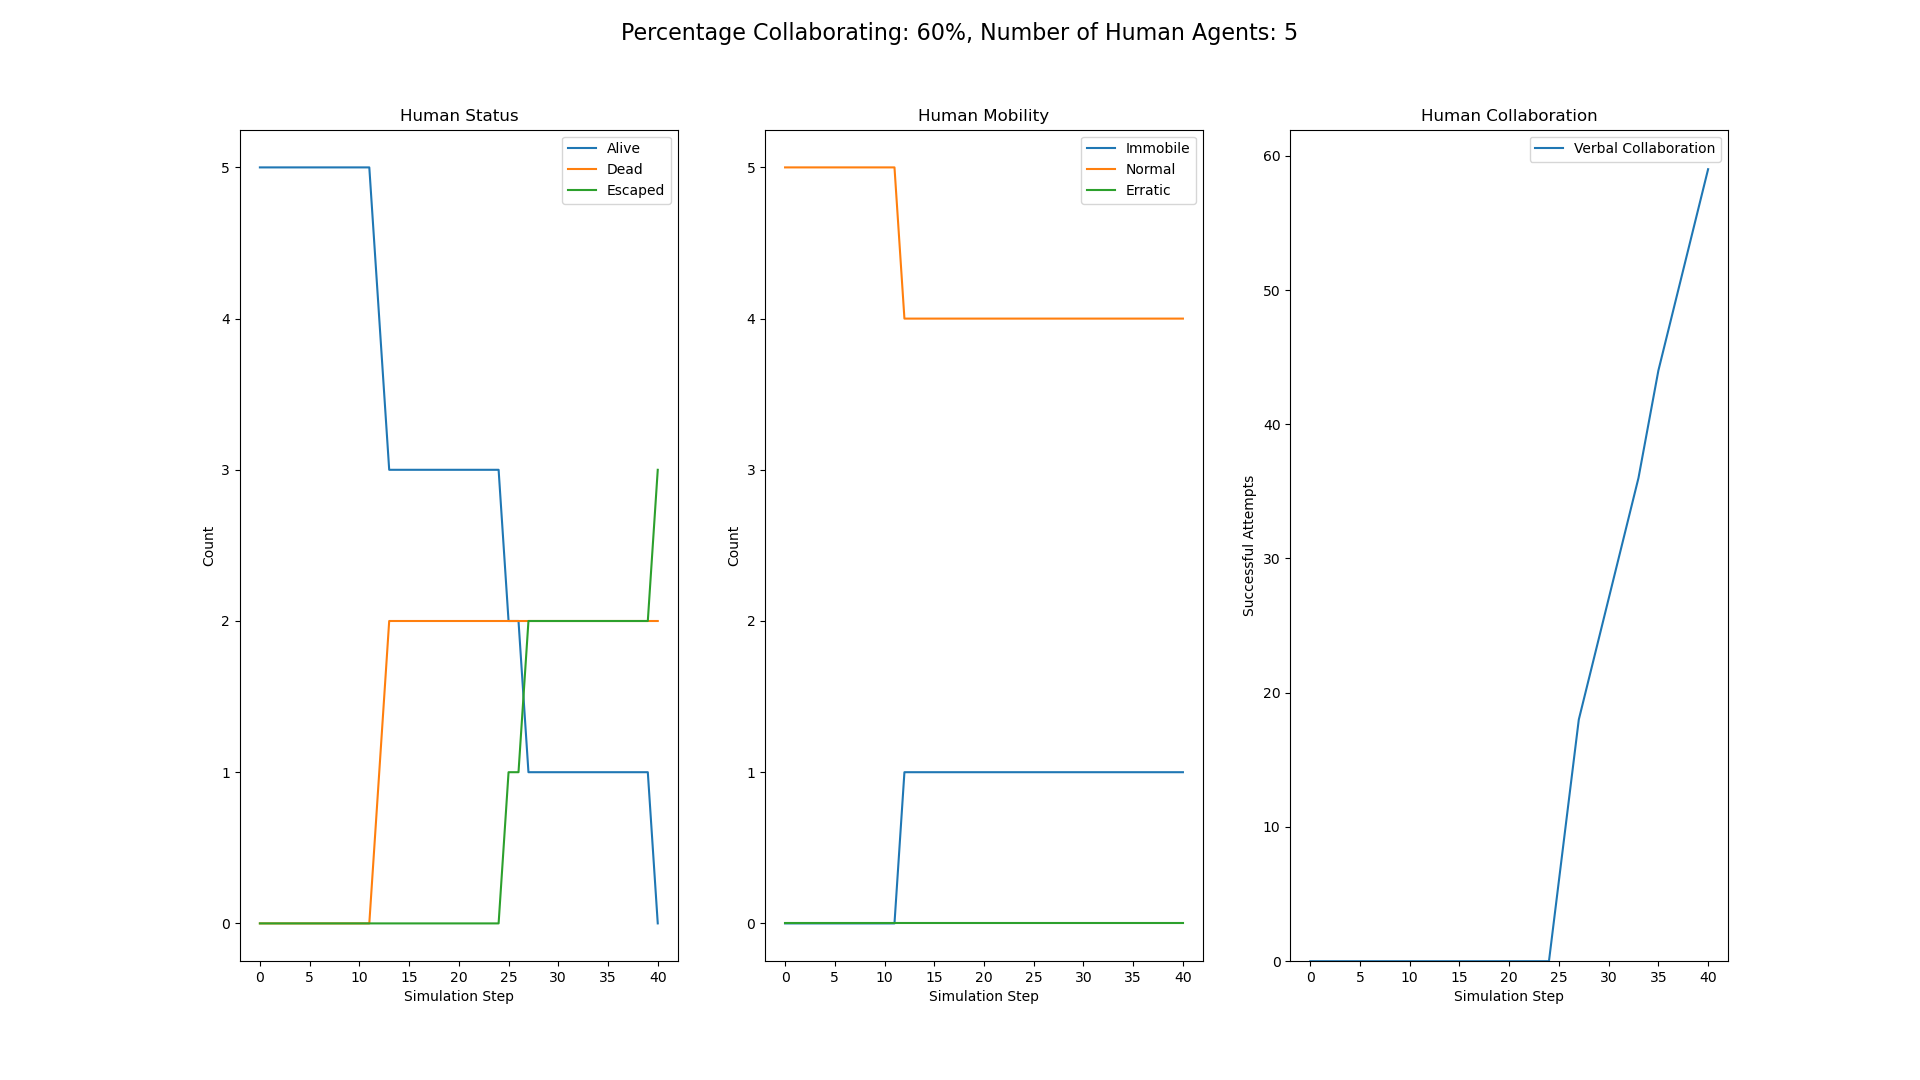 Percentage Collaborating: 60%, Number of Human Agents: 5
Human Status
Alive
Dead
Escaped
5
4
3
2
1
0
Count
0 5 10 15 20 25 30 35 40
Simulation Step
Human Mobility
Immobile
Normal
Erratic
5
4
3
2
1
0
Count
0 5 10 15 20 25 30 35 40
Simulation Step
Human Collaboration
Verbal Collaboration
60
50
40
30
20
10
0
Successful Attempts
0 5 10 15 20 25 30 35 40
Simulation Step